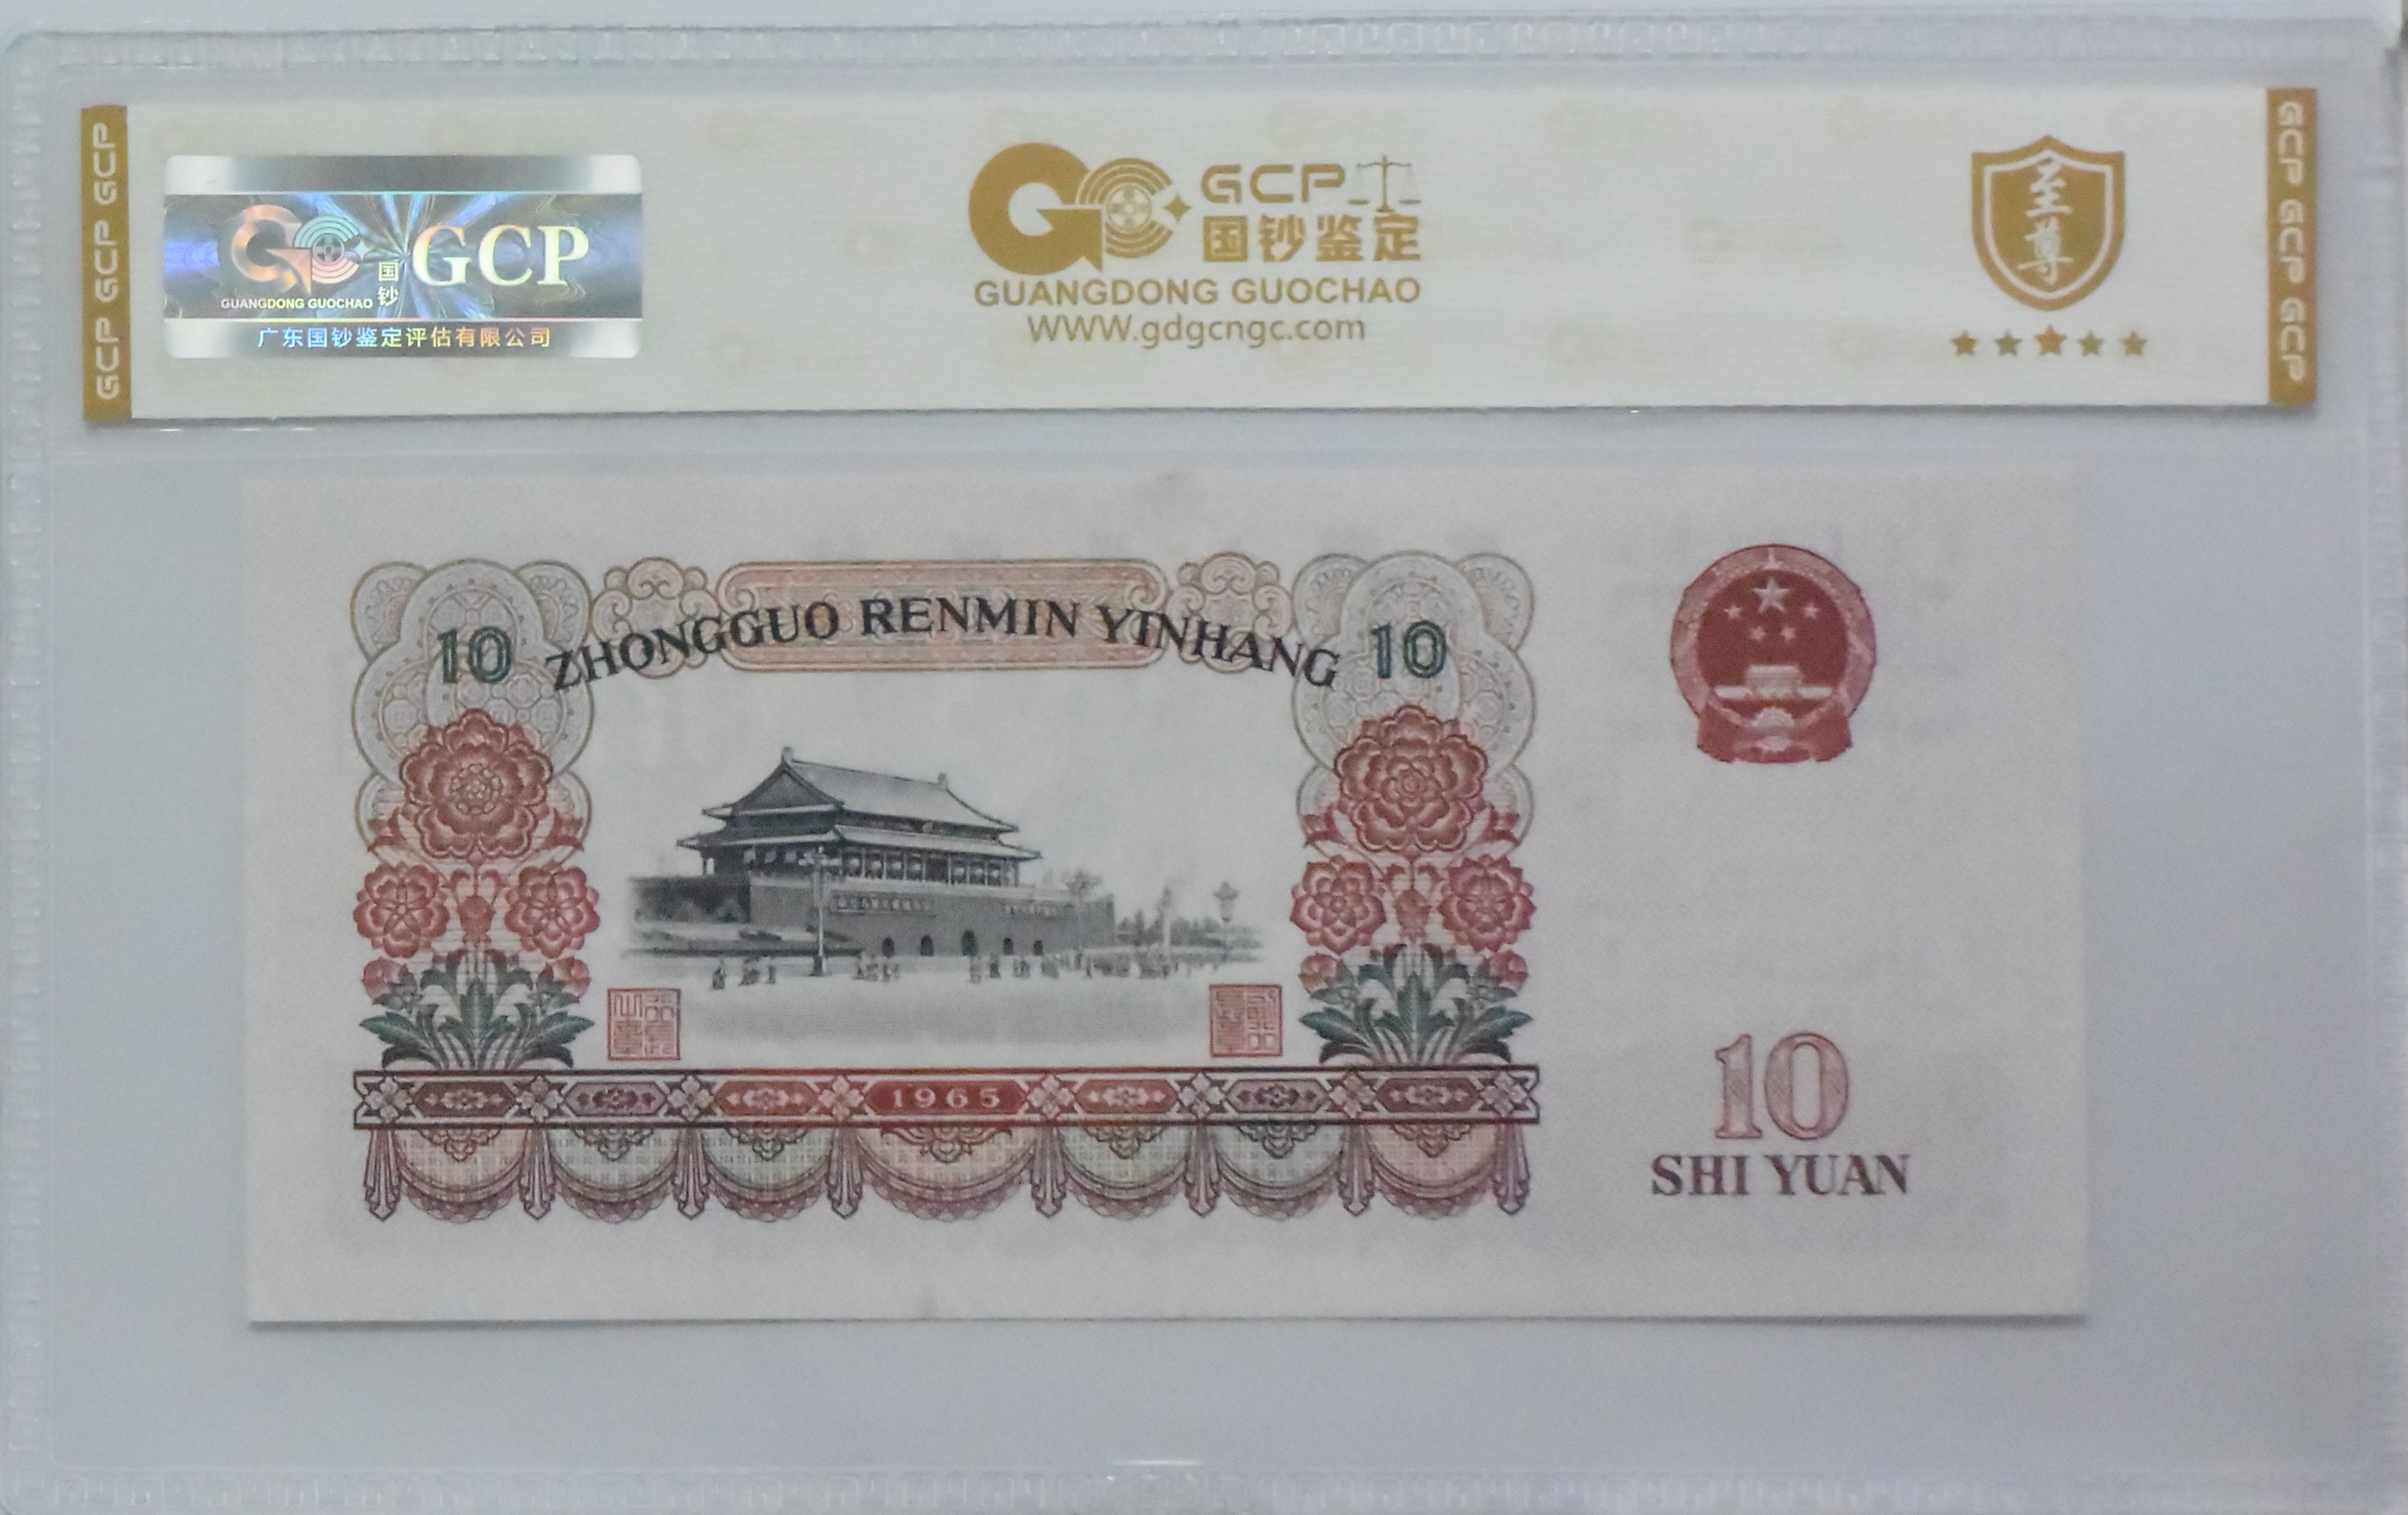 GCP GCP GCP
国钞 GCP
GUANGDONG GUOCHAO
广东国钞鉴定评估有限公司
GCP
国钞鉴定
GUANGDONG GUOCHAO
WWW.gdgcngc.com
至尊
GCP GCP GCP
10 ZHONGGUO RENMIN YINHANG 10
1965
10
SHI YUAN